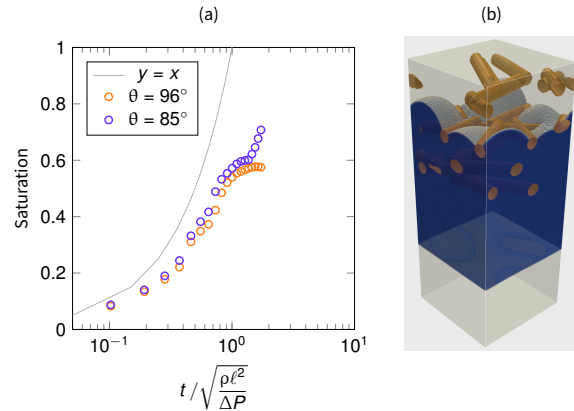 (a)
(b)
1
0.8
0.6
0.4
0.2
0
Saturation
y = x
θ = 96°
θ = 85°
10⁻¹ 10⁰ 10¹
t/√(ρℓ²/ΔP)